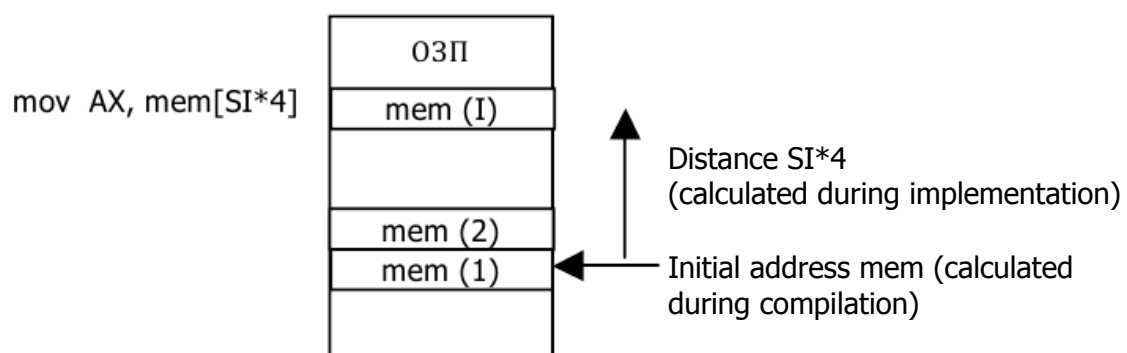 ОЗП
mov AX, mem[SI*4]
mem (I)
Distance SI*4
(calculated during implementation)
mem (2)
mem (1)
Initial address mem (calculated
during compilation)